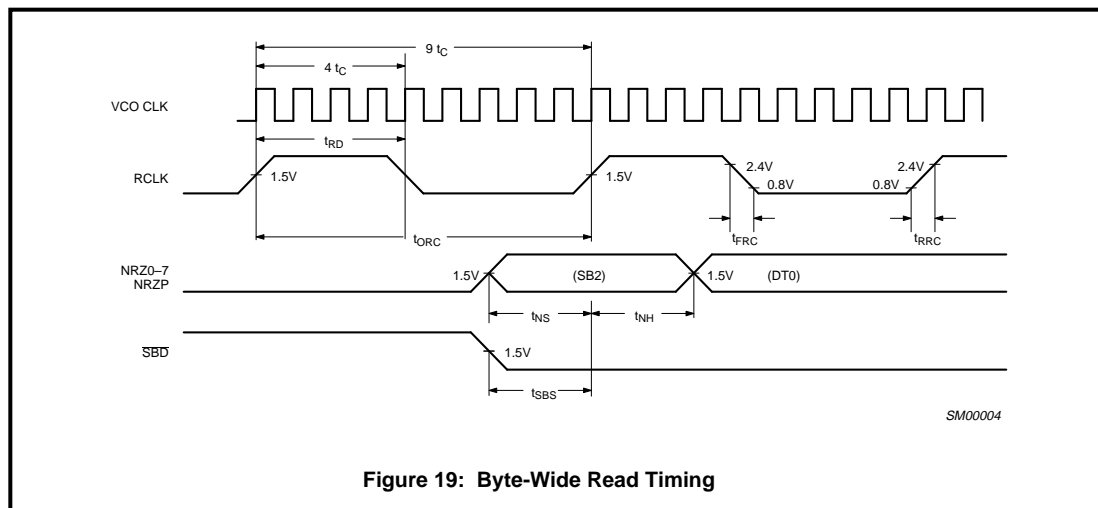 9 tC
4 tC
VCO CLK
tRD
RCLK
1.5V
1.5V
2.4V
0.8V
2.4V
0.8V
tORC
tFRC
tRRC
NRZ0–7
NRZP
1.5V
(SB2)
1.5V
(DT0)
tNS
tNH
SBD
1.5V
tSBS
SM00004
Figure 19: Byte-Wide Read Timing